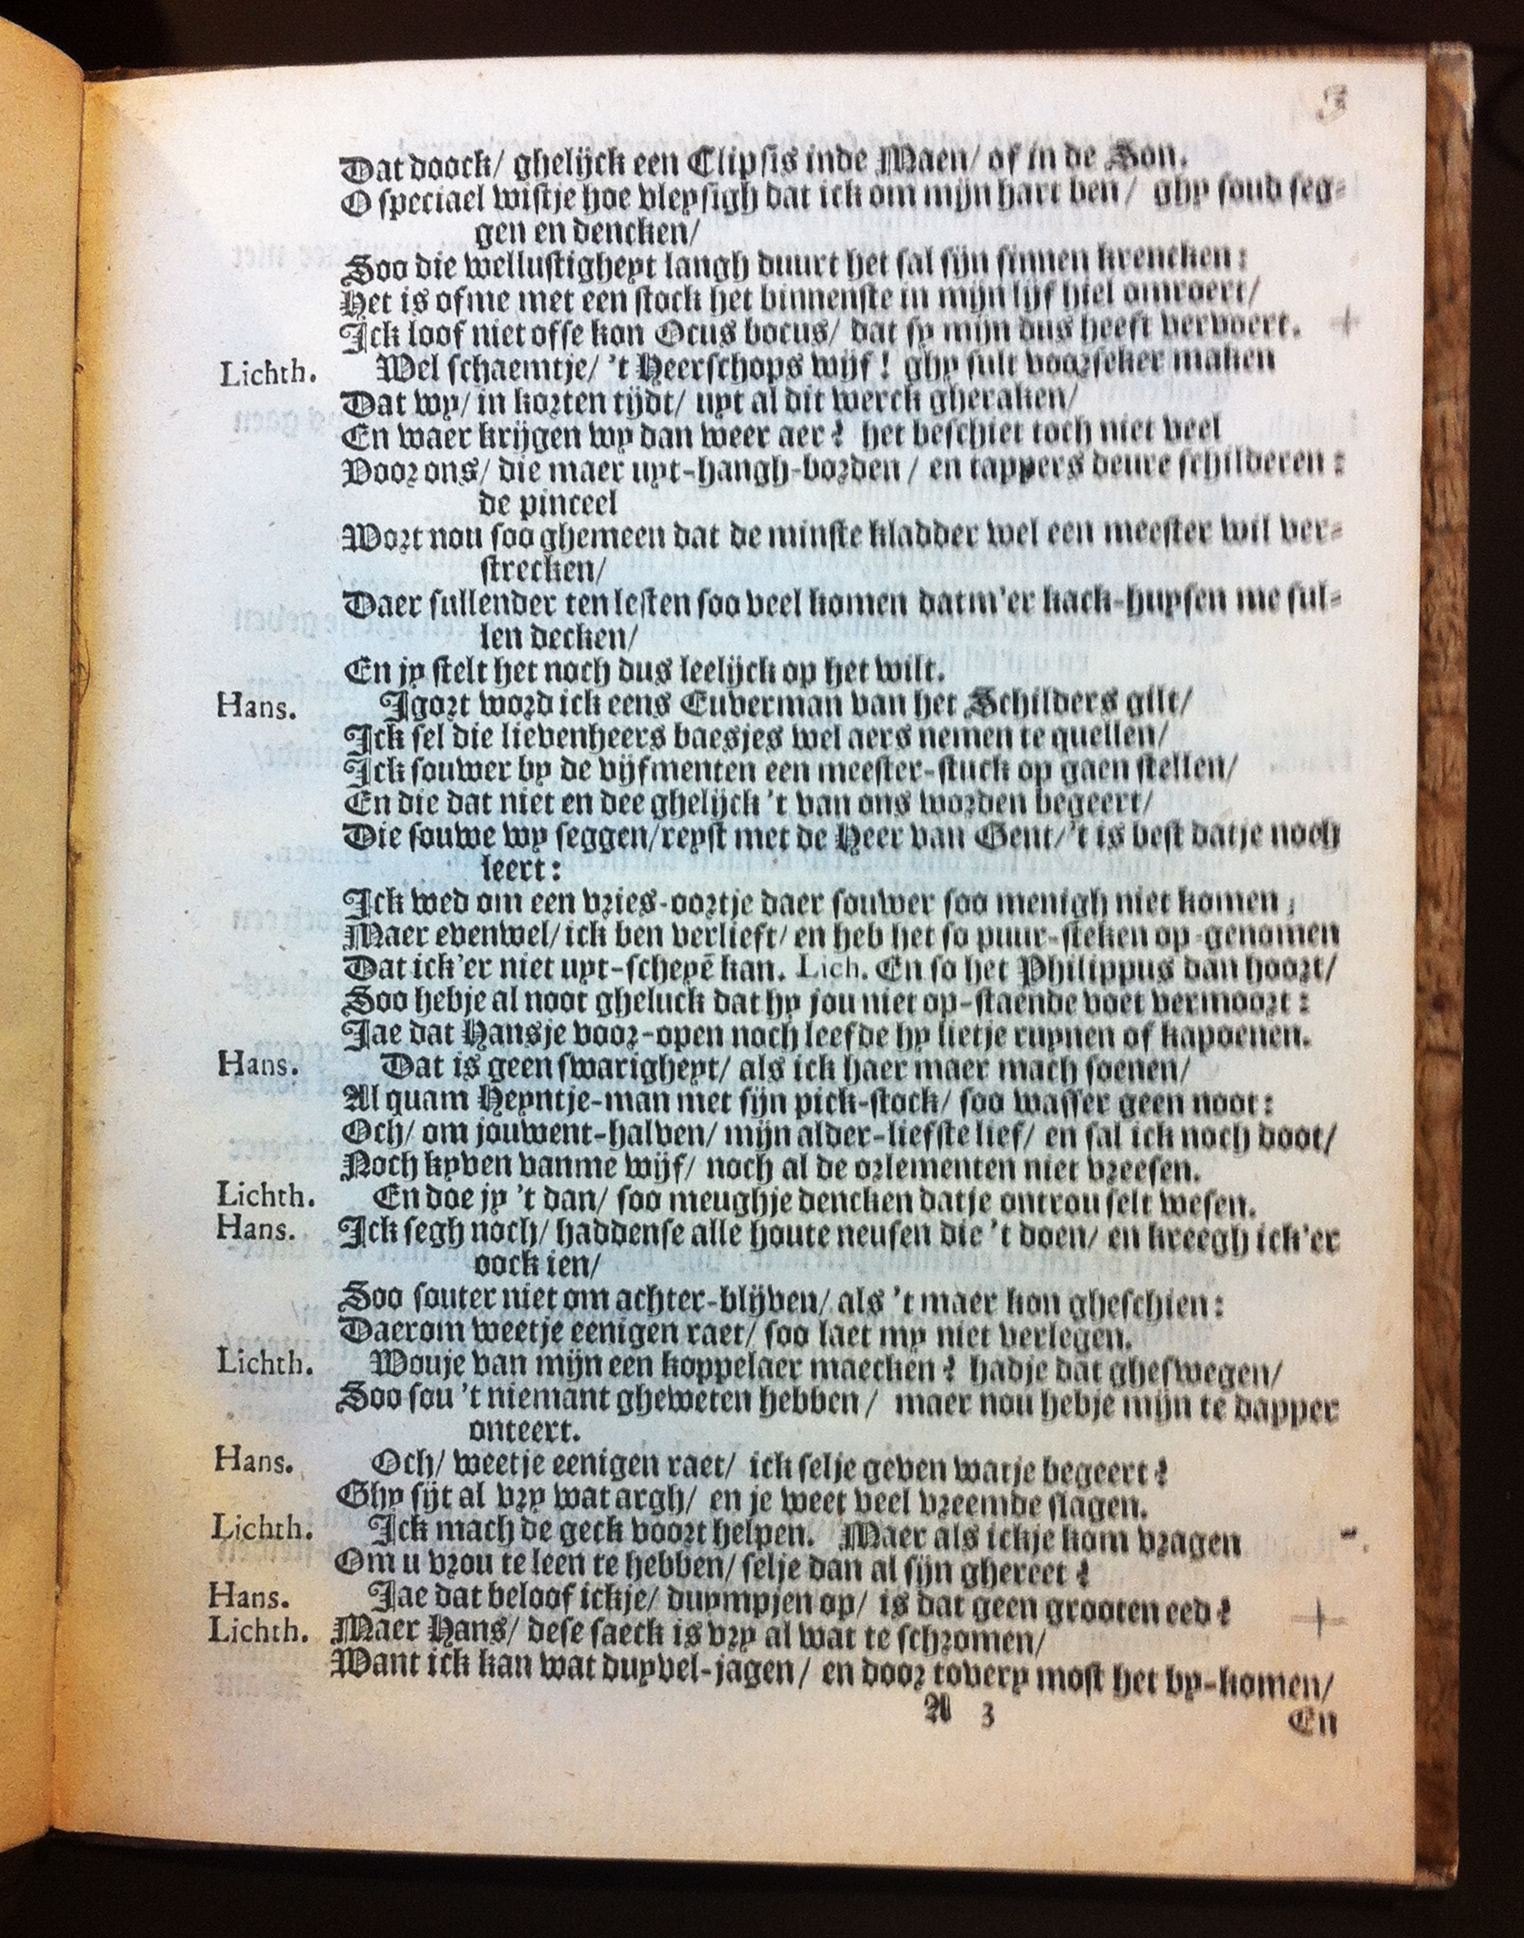 3
Dat doock/ ghelijck een Clipsis inde Maen/ of in de Son.
O speciael wistje hoe vleysigh dat ick om mijn hart ben/ ghy soud seg-
gen en dencken/
Soo die wellustigheyt langh duurt het sal sijn sinnen krencken:
Het is ofme met een stock het binnenste in mijn lijf hiel omroert/
Ick loof niet offe kon Ocus bocus/ dat sy mijn dus heeft vervoert.
Lichth. Wel schaemtje/ 't Heerschops wijf! ghy sult voorseker maken
Dat wy/ in korten tijdt/ uyt al dit werck gheraken/
En waer krijgen wy dan weer aer? het beschiet toch niet veel
Voor ons/ die maer uyt-hangh-borden/ en tappers deure schilderen:
de pinceel
Wort nou soo ghemeen dat de minste kladder wel een meester wil ver-
strecken/
Daer sullender ten lesten soo veel komen datm'er kack-huysen me sul-
len decken/
En jy stelt het noch dus leelijck op het wilt.
Hans. Igort word ick eens Euverman van het Schilders gilt/
Ick sel die lievenheers baesjes wel aers nemen te quellen/
Ick souwer by de vijfmenten een meester-stuck op gaen stellen/
En die dat niet en dee ghelijck 't van ons worden begeert/
Die souwe wy seggen/reyst met de Heer van Gent/'t is best datje noch
leert:
Ick wed om een vries-oortje daer souwer soo menigh niet komen,
Maer evenwel/ ick ben verlieft/ en heb het so puur-steken op-genomen
Dat ick'er niet uyt-scheyē kan. Lich. En so het Philippus dan hoort/
Soo hebje al noot gheluck dat hy jou niet op-staende voet vermoort:
Jae dat Hansje voor-open noch leefde hy lietje ruynen of kapoenen.
Hans. Dat is geen swarigheyt/ als ick haer maer mach soenen/
Al quam Heyntje-man met sijn pick-stock/ soo wasser geen noot:
Och/ om jouwent-halven/ mijn alder-liefste lief/ en sal ick noch doot/
Noch kyven vanme wijf/ noch al de orlementen niet vreesen.
Lichth. En doe jy 't dan/ soo meughje dencken datje ontrou selt wesen.
Hans. Ick segh noch/ haddense alle houte neusen die 't doen/ en kreegh ick'er
oock ien/
Soo souter niet om achter-blijven/ als 't maer kon gheschien:
Daerom weetje eenigen raet/ soo laet my niet verlegen.
Lichth. Wouje van mijn een koppelaer maecken? hadje dat gheswegen/
Soo sou 't niemant gheweten hebben/ maer nou hebje mijn te dapper
onteert.
Hans. Och/ weetje eenigen raet/ ick selje geven watje begeert?
Ghy sijt al vry wat argh/ en je weet veel vreemde slagen.
Lichth. Ick mach de geck voort helpen. Maer als ickje kom vragen
Om u vrou te leen te hebben/ selje dan al sijn ghereet?
Hans. Jae dat beloof ickje/ duympjen op/ is dat geen grooten eed?
Lichth. Maer Hans/ dese saeck is vry al wat te schromen/
Want ick kan wat duyvel-jagen/ en door tovery most het by-komen/
A 3
En